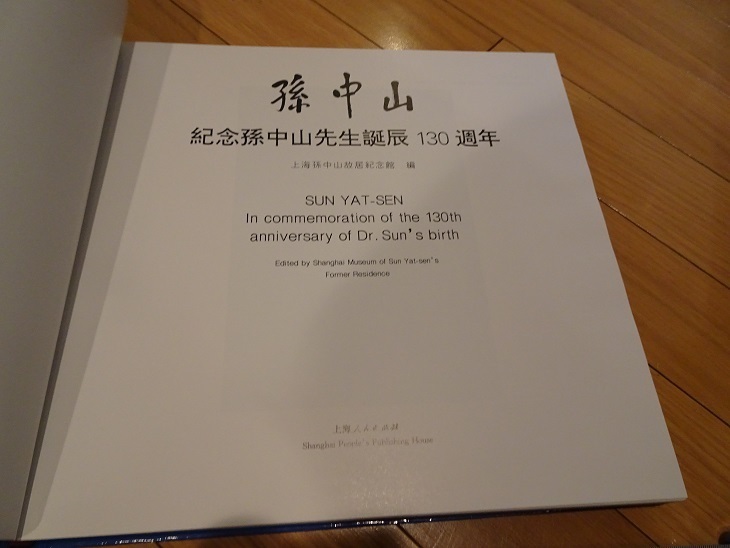 孫中山
紀念孫中山先生誕辰 130 週年
上海孫中山故居紀念館 編
SUN YAT-SEN
In commemoration of the 130th
anniversary of Dr. Sun's birth
Edited by Shanghai Museum of Sun Yat-sen's
Former Residence
上海人民出版社
Shanghai People's Publishing House